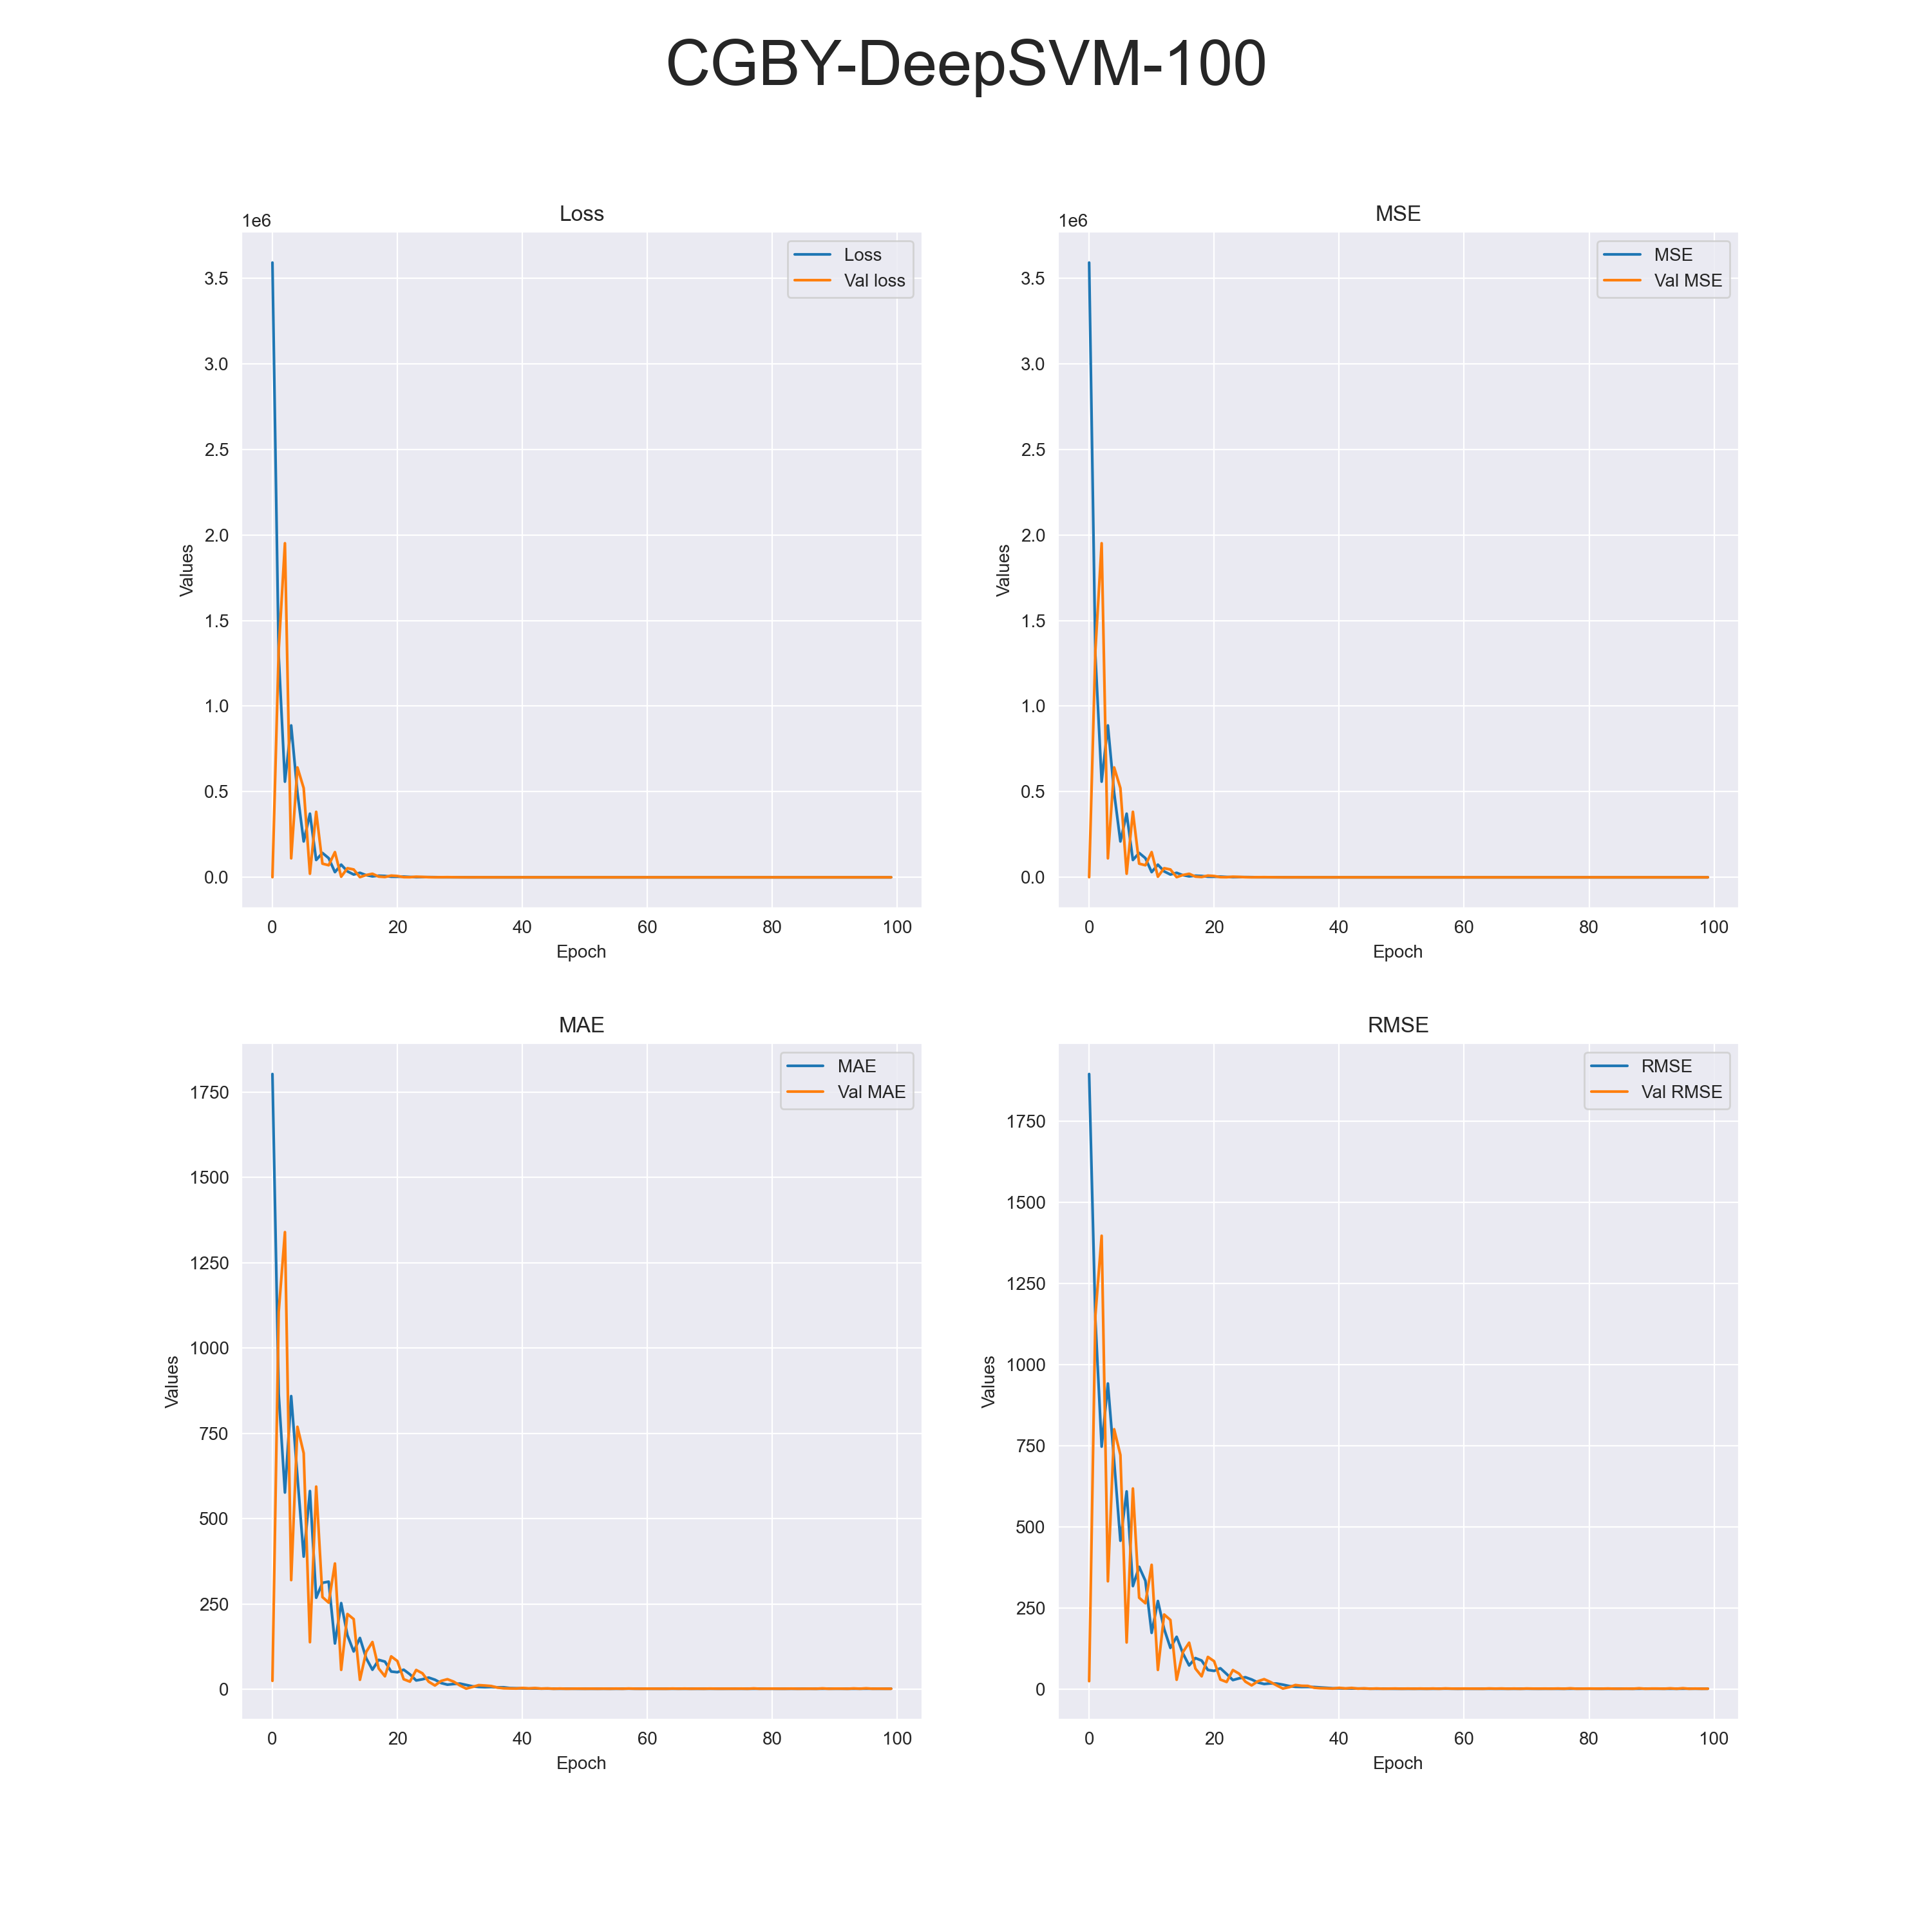 CGBY-DeepSVM-100
Loss
1e6
Loss
Val loss
3.5
3.0
2.5
2.0
1.5
1.0
0.5
0.0
Values
0 20 40 60 80 100
Epoch
MSE
1e6
MSE
Val MSE
3.5
3.0
2.5
2.0
1.5
1.0
0.5
0.0
Values
0 20 40 60 80 100
Epoch
MAE
MAE
Val MAE
1750
1500
1250
1000
750
500
250
0
Values
0 20 40 60 80 100
Epoch
RMSE
RMSE
Val RMSE
1750
1500
1250
1000
750
500
250
0
Values
0 20 40 60 80 100
Epoch